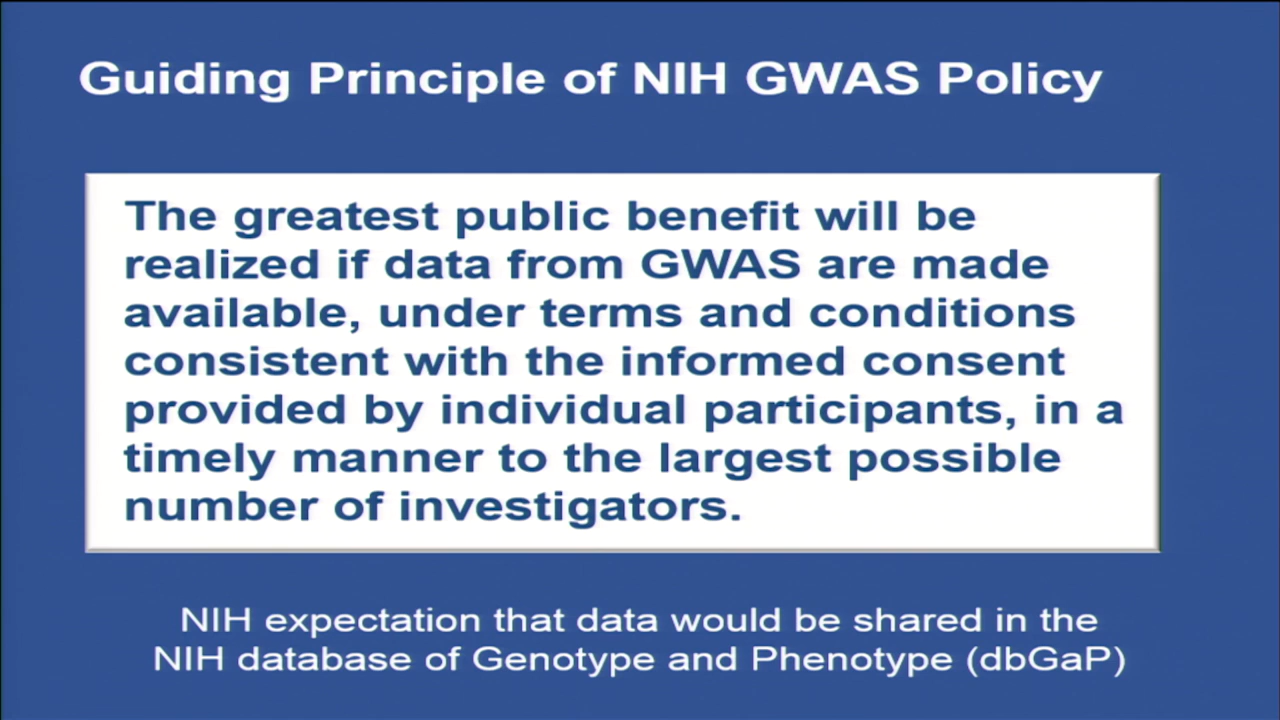 Guiding Principle of NIH GWAS Policy
The greatest public benefit will be
realized if data from GWAS are made
available, under terms and conditions
consistent with the informed consent
provided by individual participants, in a
timely manner to the largest possible
number of investigators.
NIH expectation that data would be shared in the
NIH database of Genotype and Phenotype (dbGaP)